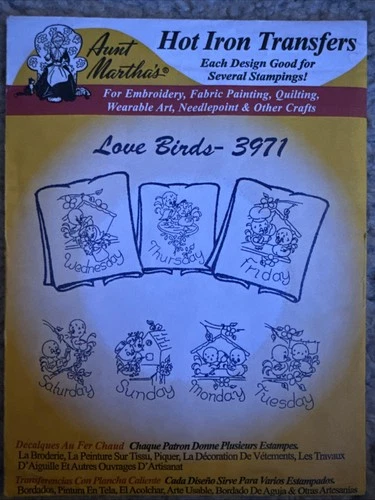 Aunt
Martha's®
Hot Iron Transfers
Each Design Good for
Several Stampings!
For Embroidery, Fabric Painting, Quilting,
Wearable Art, Needlepoint & Other Crafts
Love Birds- 3971
Wednesday
Thursday
Friday
Saturday
Sunday
Monday
Tuesday
Decalques Au Fer Chaud Chaque Patron Donne Plusieurs Estampes.
La Broderie, La Peinture Sur Tissu, Piquer, La Décoration De Vêtements, Les Travaux
D'Aiguille Et Autres Ouvrages D'Artisanat
Transferencias Con Plancha Caliente Cada Diseño Sirve Para Varios Estampados.
Bordados, Pintura En Tela, El Acolchar, Arte Usable, Bordado De Aguja & Otras Artesanias